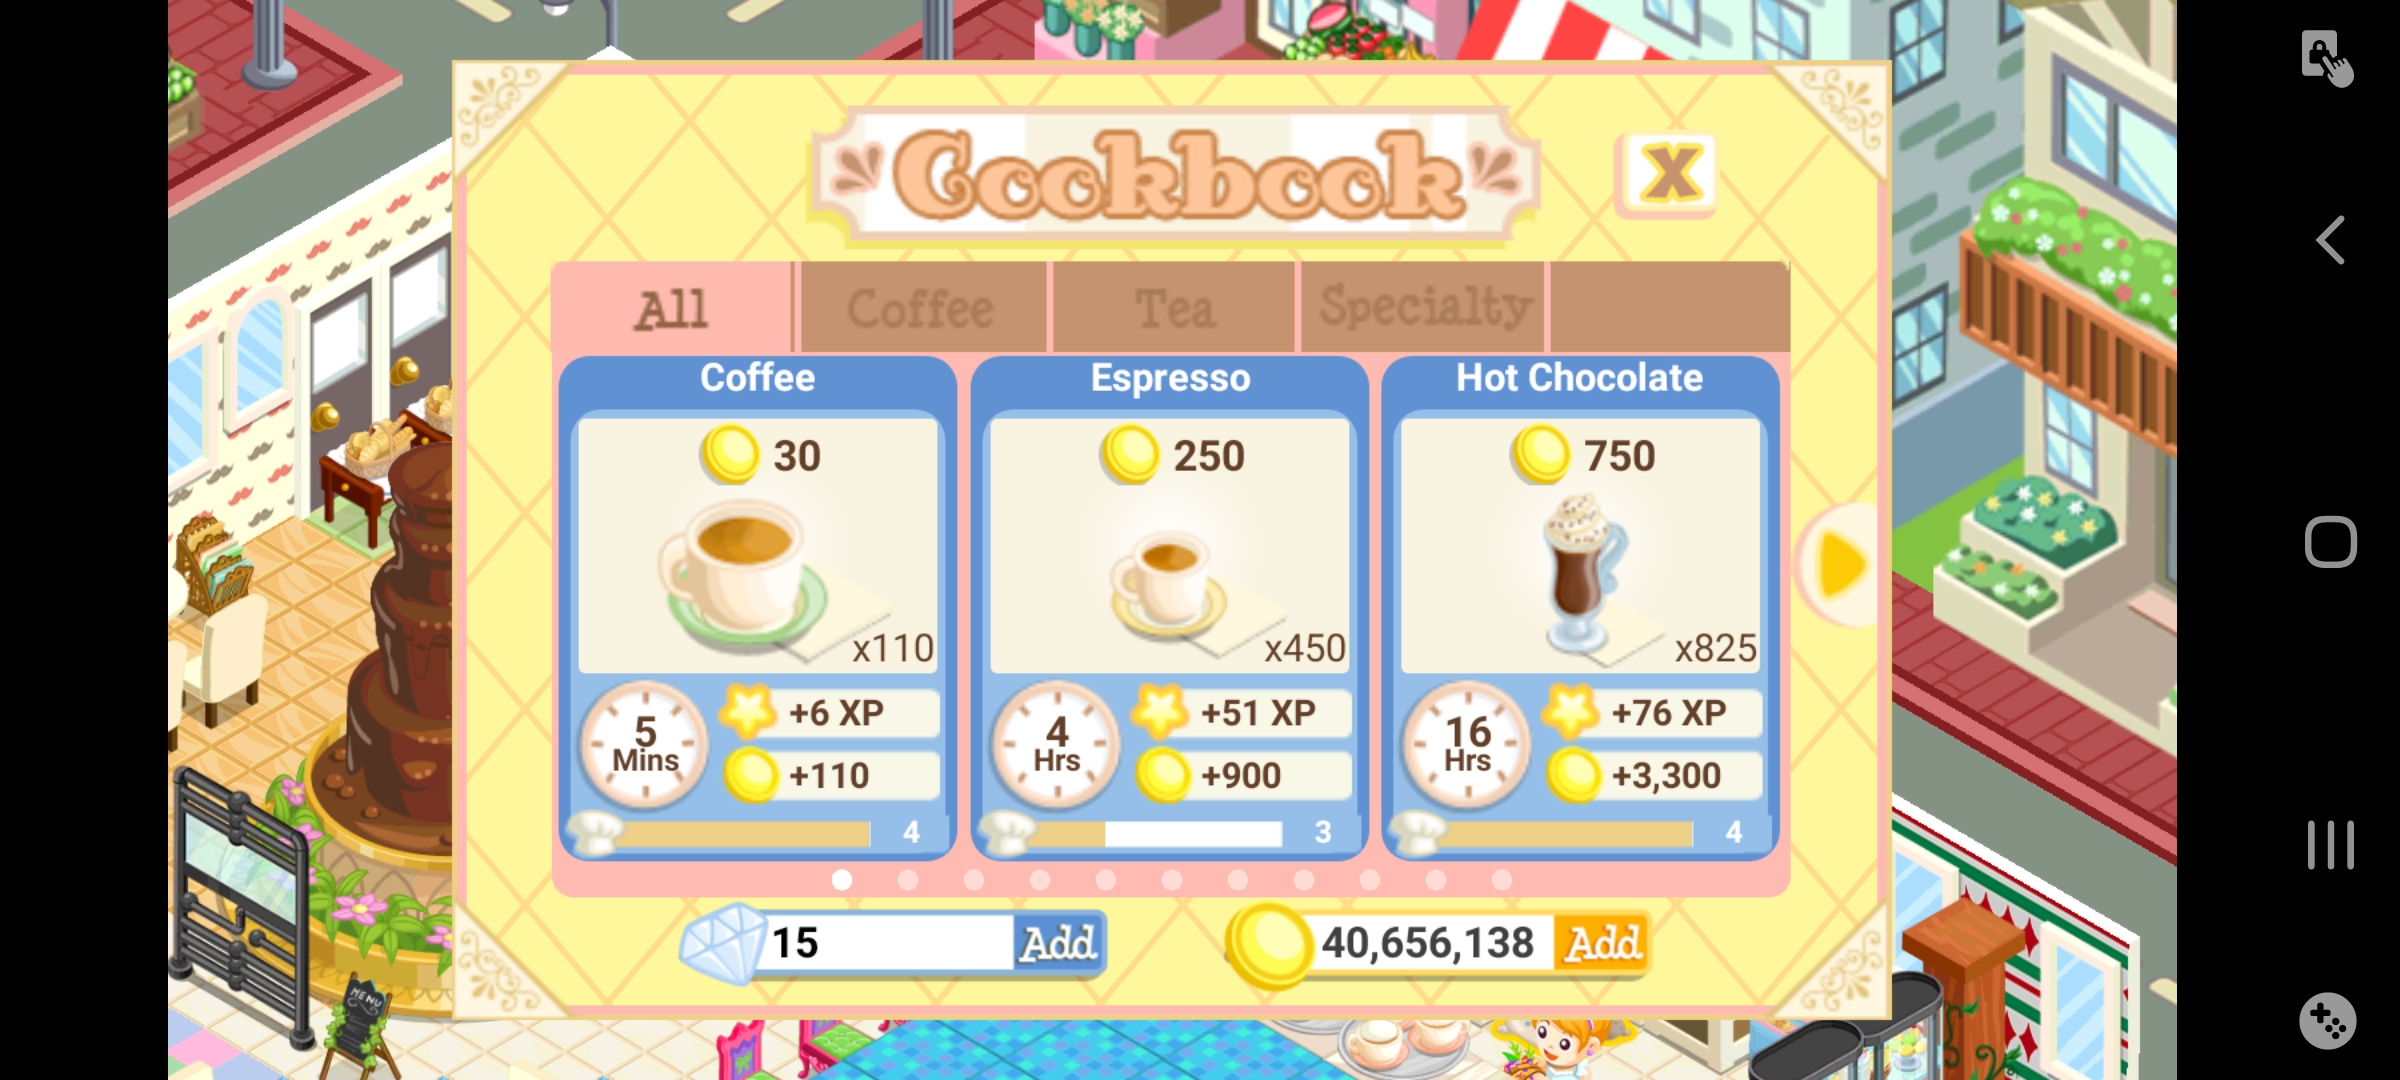 Cookbook
X
All
Coffee
Tea
Specialty
Coffee
30
x110
5
Mins
+6 XP
+110
4
Espresso
250
x450
4
Hrs
+51 XP
+900
3
Hot Chocolate
750
x825
16
Hrs
+76 XP
+3,300
4
15
Add
40,656,138
Add
MENU